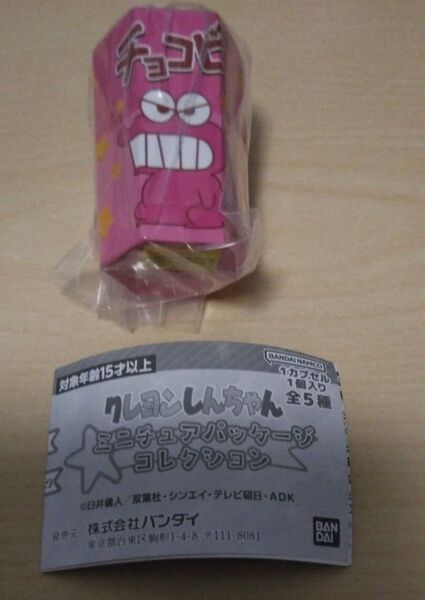 チョコビ
対象年齢15才以上
BANDAI NAMCO
1カプセル
1個入り
全5種
クレヨンしんちゃん
ミニチュアパッケージ
コレクション
©臼井儀人/双葉社・シンエイ・テレビ朝日・ADK
発売元 株式会社バンダイ
東京都台東区駒形1-4-8 〒111-8081
BAN
DAI